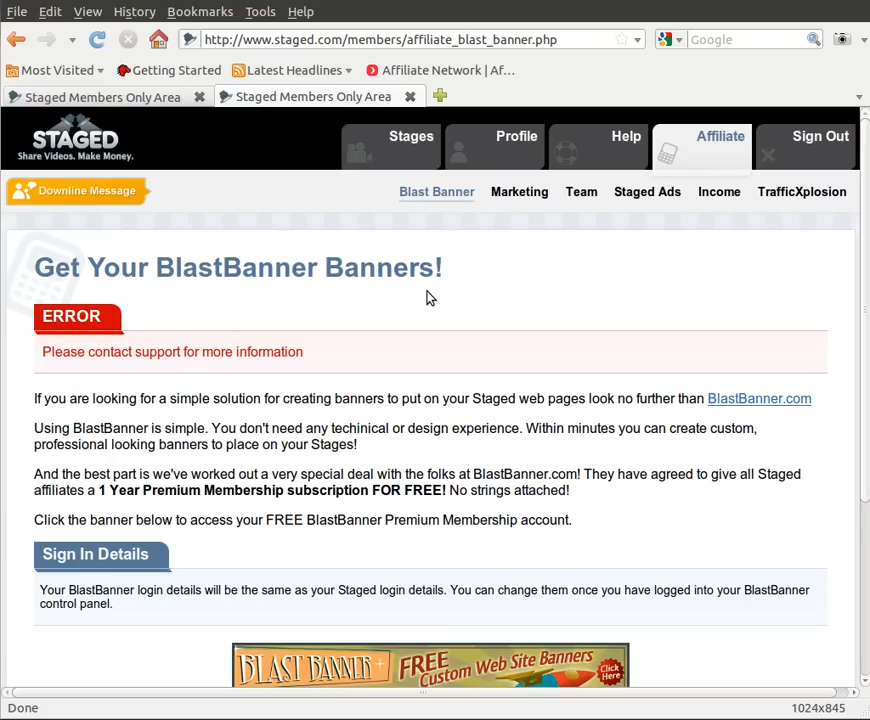 File Edit View History Bookmarks Tools Help
http://www.staged.com/members/affiliate_blast_banner.php
Google
Most Visited Getting Started Latest Headlines Affiliate Network | Af...
Staged Members Only Area Staged Members Only Area
STAGED
Share Videos. Make Money.
Stages Profile Help Affiliate Sign Out
Downline Message
Blast Banner Marketing Team Staged Ads Income TrafficXplosion
Get Your BlastBanner Banners!
ERROR
Please contact support for more information
If you are looking for a simple solution for creating banners to put on your Staged web pages look no further than BlastBanner.com
Using BlastBanner is simple. You don't need any techinical or design experience. Within minutes you can create custom,
professional looking banners to place on your Stages!
And the best part is we've worked out a very special deal with the folks at BlastBanner.com! They have agreed to give all Staged
affiliates a 1 Year Premium Membership subscription FOR FREE! No strings attached!
Click the banner below to access your FREE BlastBanner Premium Membership account.
Sign In Details
Your BlastBanner login details will be the same as your Staged login details. You can change them once you have logged into your BlastBanner
control panel.
BLAST BANNER
FREE
Custom Web Site Banners
Click
Here
Done
1024x845